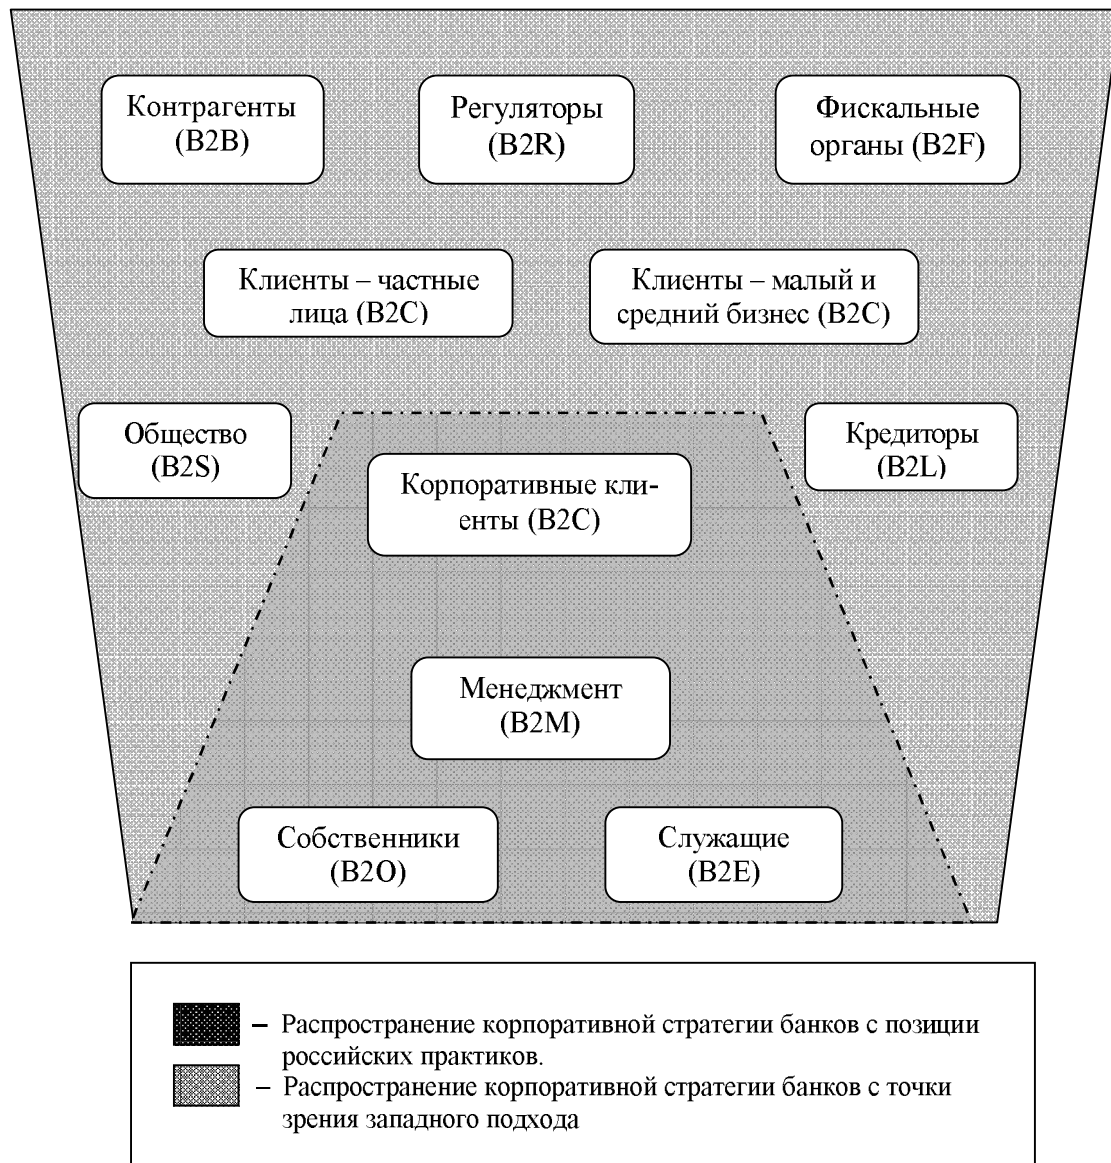 Контрагенты
(B2B)
Регуляторы
(B2R)
Фискальные
органы (B2F)
Клиенты – частные
лица (B2C)
Клиенты – малый и
средний бизнес (B2C)
Общество
(B2S)
Кредиторы
(B2L)
Корпоративные кли-
енты (B2C)
Менеджмент
(B2M)
Собственники
(B2O)
Служащие
(B2E)
– Распространение корпоративной стратегии банков с позиции
российских практиков.
– Распространение корпоративной стратегии банков с точки
зрения западного подхода